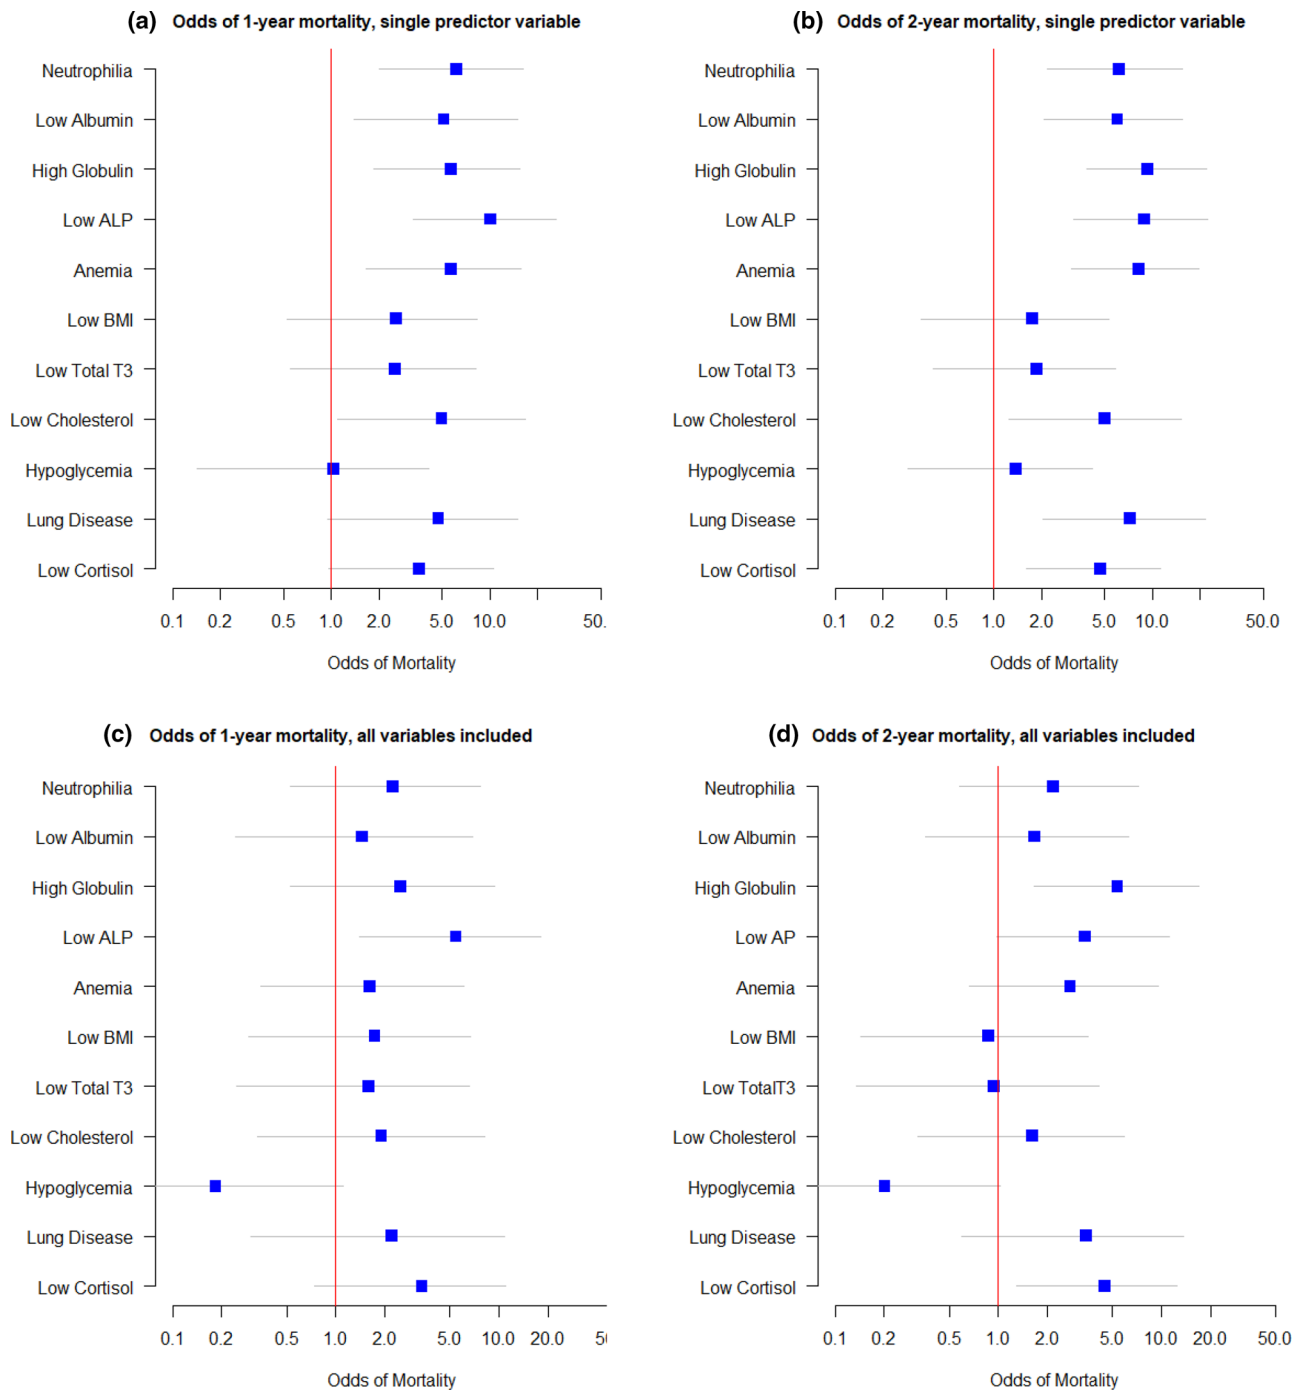 (a) Odds of 1-year mortality, single predictor variable
Neutrophilia
Low Albumin
High Globulin
Low ALP
Anemia
Low BMI
Low Total T3
Low Cholesterol
Hypoglycemia
Lung Disease
Low Cortisol
0.1 0.2 0.5 1.0 2.0 5.0 10.0 50.
Odds of Mortality
(b) Odds of 2-year mortality, single predictor variable
Neutrophilia
Low Albumin
High Globulin
Low ALP
Anemia
Low BMI
Low Total T3
Low Cholesterol
Hypoglycemia
Lung Disease
Low Cortisol
0.1 0.2 0.5 1.0 2.0 5.0 10.0 50.0
Odds of Mortality
(c) Odds of 1-year mortality, all variables included
Neutrophilia
Low Albumin
High Globulin
Low ALP
Anemia
Low BMI
Low Total T3
Low Cholesterol
Hypoglycemia
Lung Disease
Low Cortisol
0.1 0.2 0.5 1.0 2.0 5.0 10.0 20.0 5
Odds of Mortality
(d) Odds of 2-year mortality, all variables included
Neutrophilia
Low Albumin
High Globulin
Low AP
Anemia
Low BMI
Low TotalT3
Low Cholesterol
Hypoglycemia
Lung Disease
Low Cortisol
0.1 0.2 0.5 1.0 2.0 5.0 10.0 20.0 50.0
Odds of Mortality